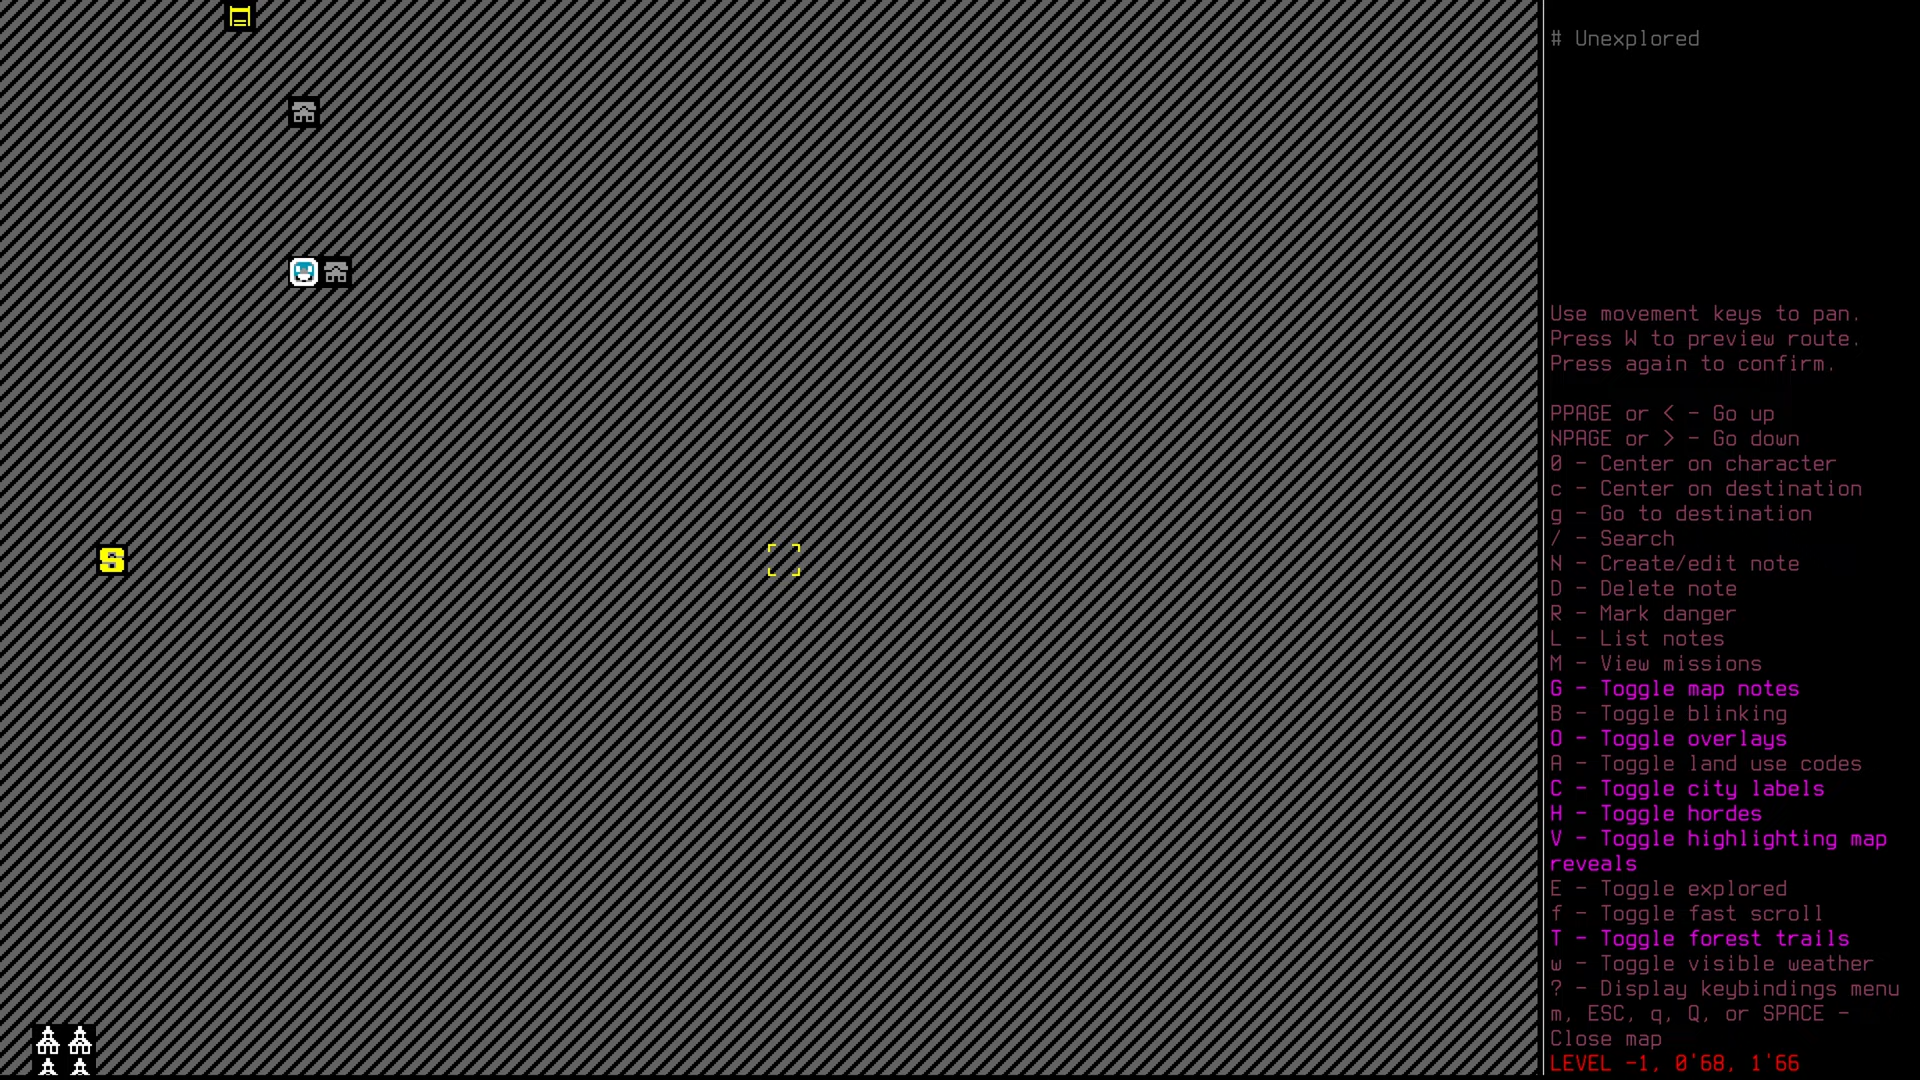 # Unexplored
Use movement keys to pan.
Press W to preview route.
Press again to confirm.
PPAGE or < - Go up
NPAGE or > - Go down
0 - Center on character
c - Center on destination
g - Go to destination
/ - Search
N - Create/edit note
D - Delete note
R - Mark danger
L - List notes
M - View missions
G - Toggle map notes
B - Toggle blinking
O - Toggle overlays
A - Toggle land use codes
C - Toggle city labels
H - Toggle hordes
V - Toggle highlighting map
reveals
E - Toggle explored
f - Toggle fast scroll
T - Toggle forest trails
w - Toggle visible weather
? - Display keybindings menu
m, ESC, q, Q, or SPACE -
Close map
S
LEVEL -1, 0'68, 1'66